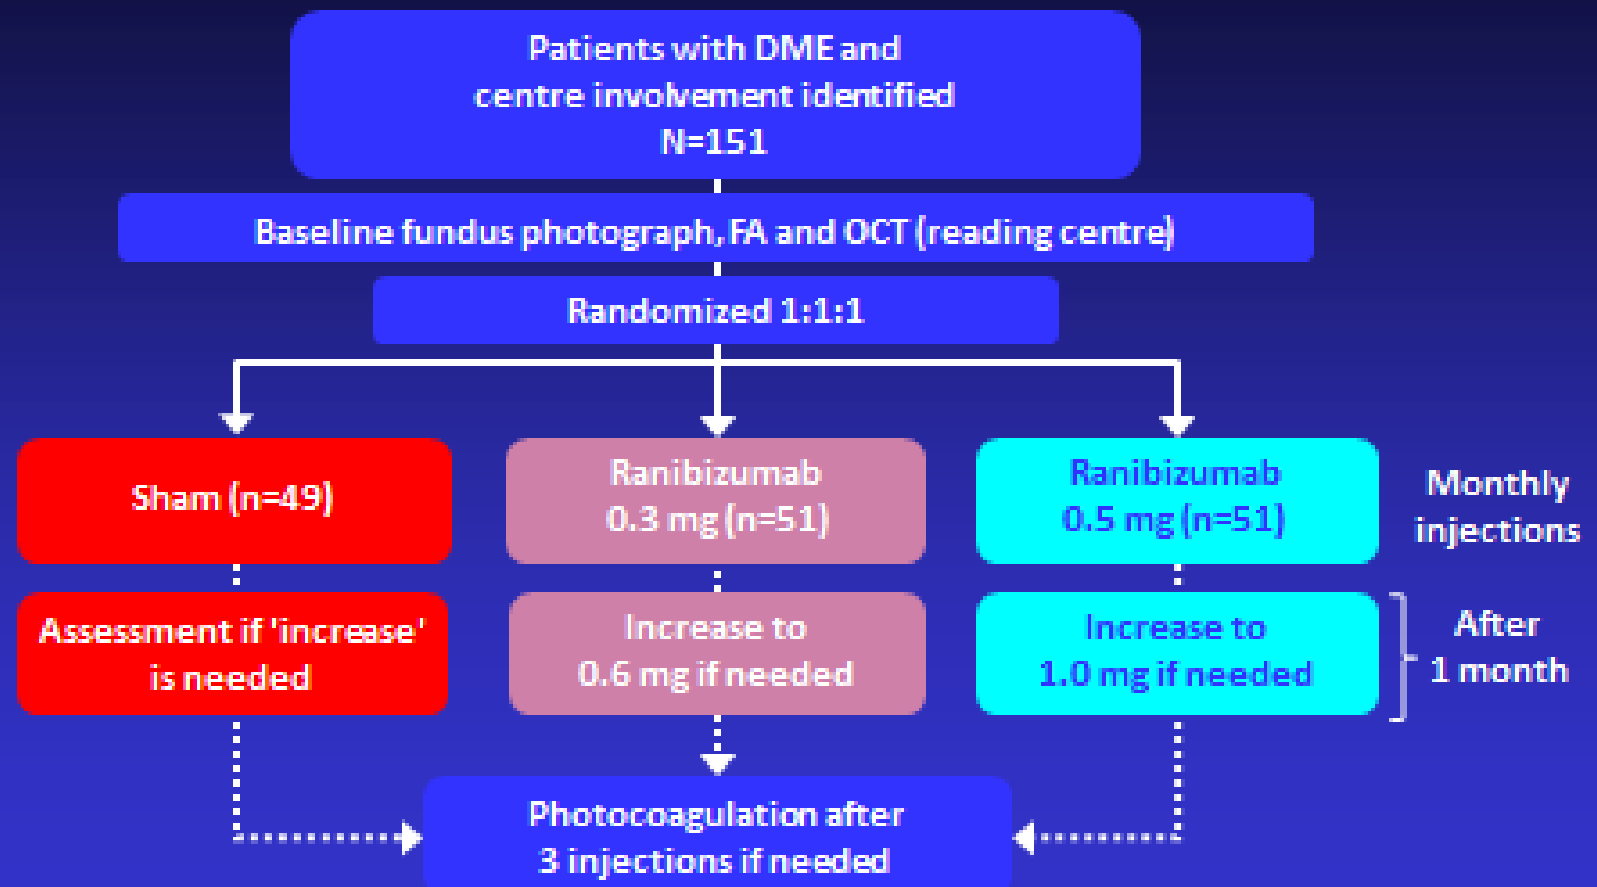 Patients with DME and
centre involvement identified
N=151
Baseline fundus photograph, FA and OCT (reading centre)
Randomized 1:1:1
Sham (n=49)
Ranibizumab
0.3 mg (n=51)
Ranibizumab
0.5 mg (n=51)
Monthly
injections
Assessment if 'increase'
is needed
Increase to
0.6 mg if needed
Increase to
1.0 mg if needed
After
1 month
Photocoagulation after
3 injections if needed